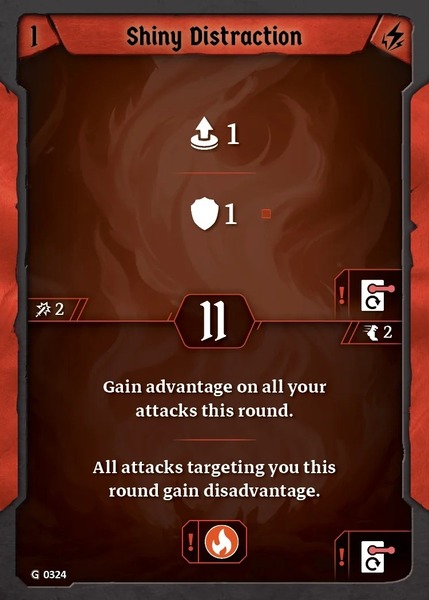 1 Shiny Distraction
1
1
!
2
11
2
Gain advantage on all your
attacks this round.
All attacks targeting you this
round gain disadvantage.
!
!
G 0324